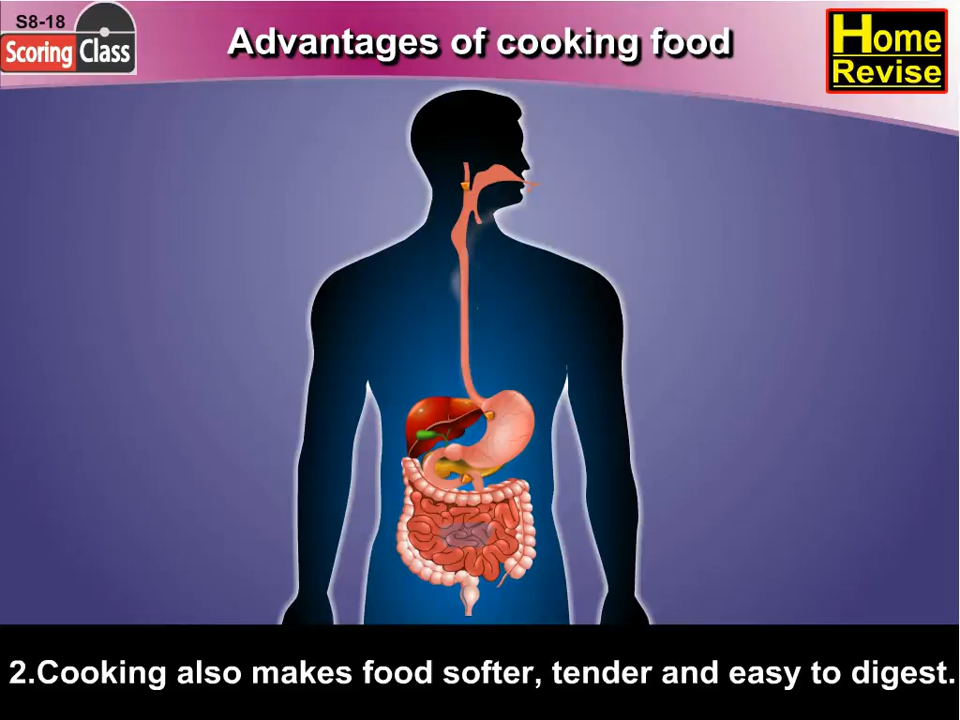 S8-18
Scoring Class
Advantages of cooking food
Home
Revise
2.Cooking also makes food softer, tender and easy to digest.